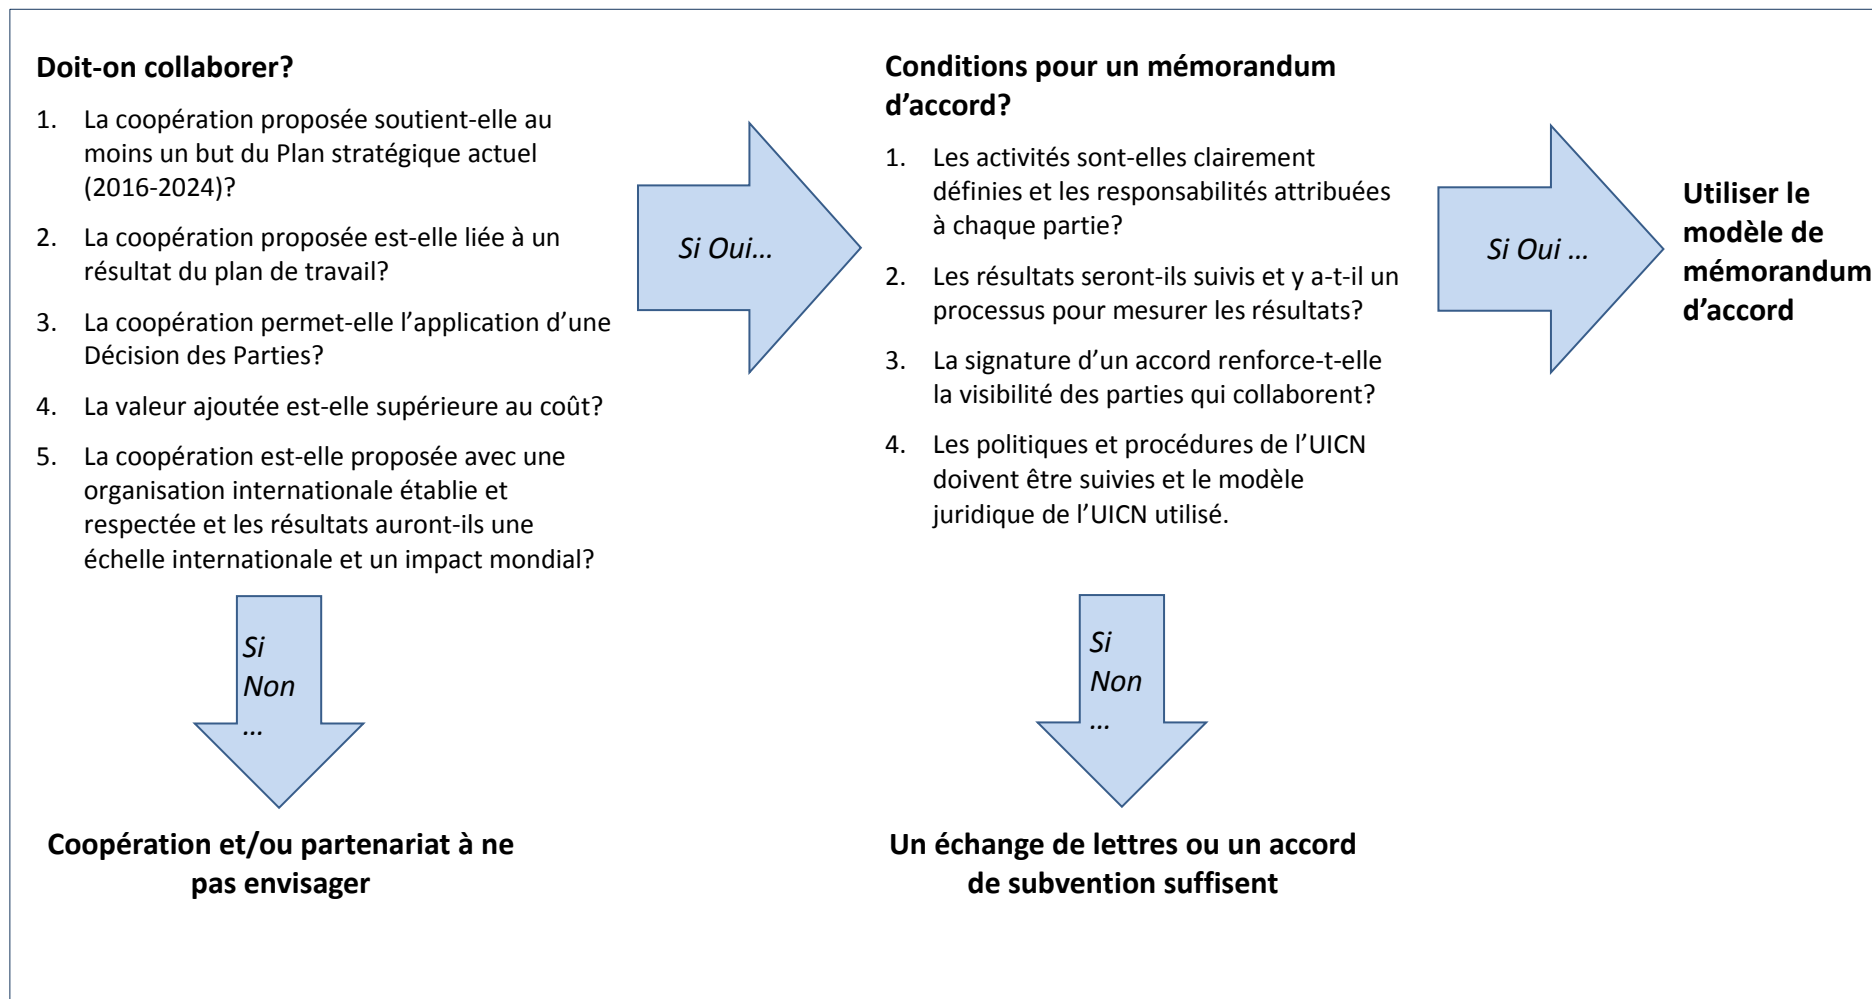 Doit-on collaborer?
1. La coopération proposée soutient-elle au
moins un but du Plan stratégique actuel
(2016-2024)?
2. La coopération proposée est-elle liée à un
résultat du plan de travail?
3. La coopération permet-elle l’application d’une
Décision des Parties?
4. La valeur ajoutée est-elle supérieure au coût?
5. La coopération est-elle proposée avec une
organisation internationale établie et
respectée et les résultats auront-ils une
échelle internationale et un impact mondial?
Si Oui…
Si
Non
…
Coopération et/ou partenariat à ne
pas envisager
Conditions pour un mémorandum
d’accord?
1. Les activités sont-elles clairement
définies et les responsabilités attribuées
à chaque partie?
2. Les résultats seront-ils suivis et y a-t-il un
processus pour mesurer les résultats?
3. La signature d’un accord renforce-t-elle
la visibilité des parties qui collaborent?
4. Les politiques et procédures de l’UICN
doivent être suivies et le modèle
juridique de l’UICN utilisé.
Si Oui …
Si
Non
…
Un échange de lettres ou un accord
de subvention suffisent
Utiliser le
modèle de
mémorandum
d’accord